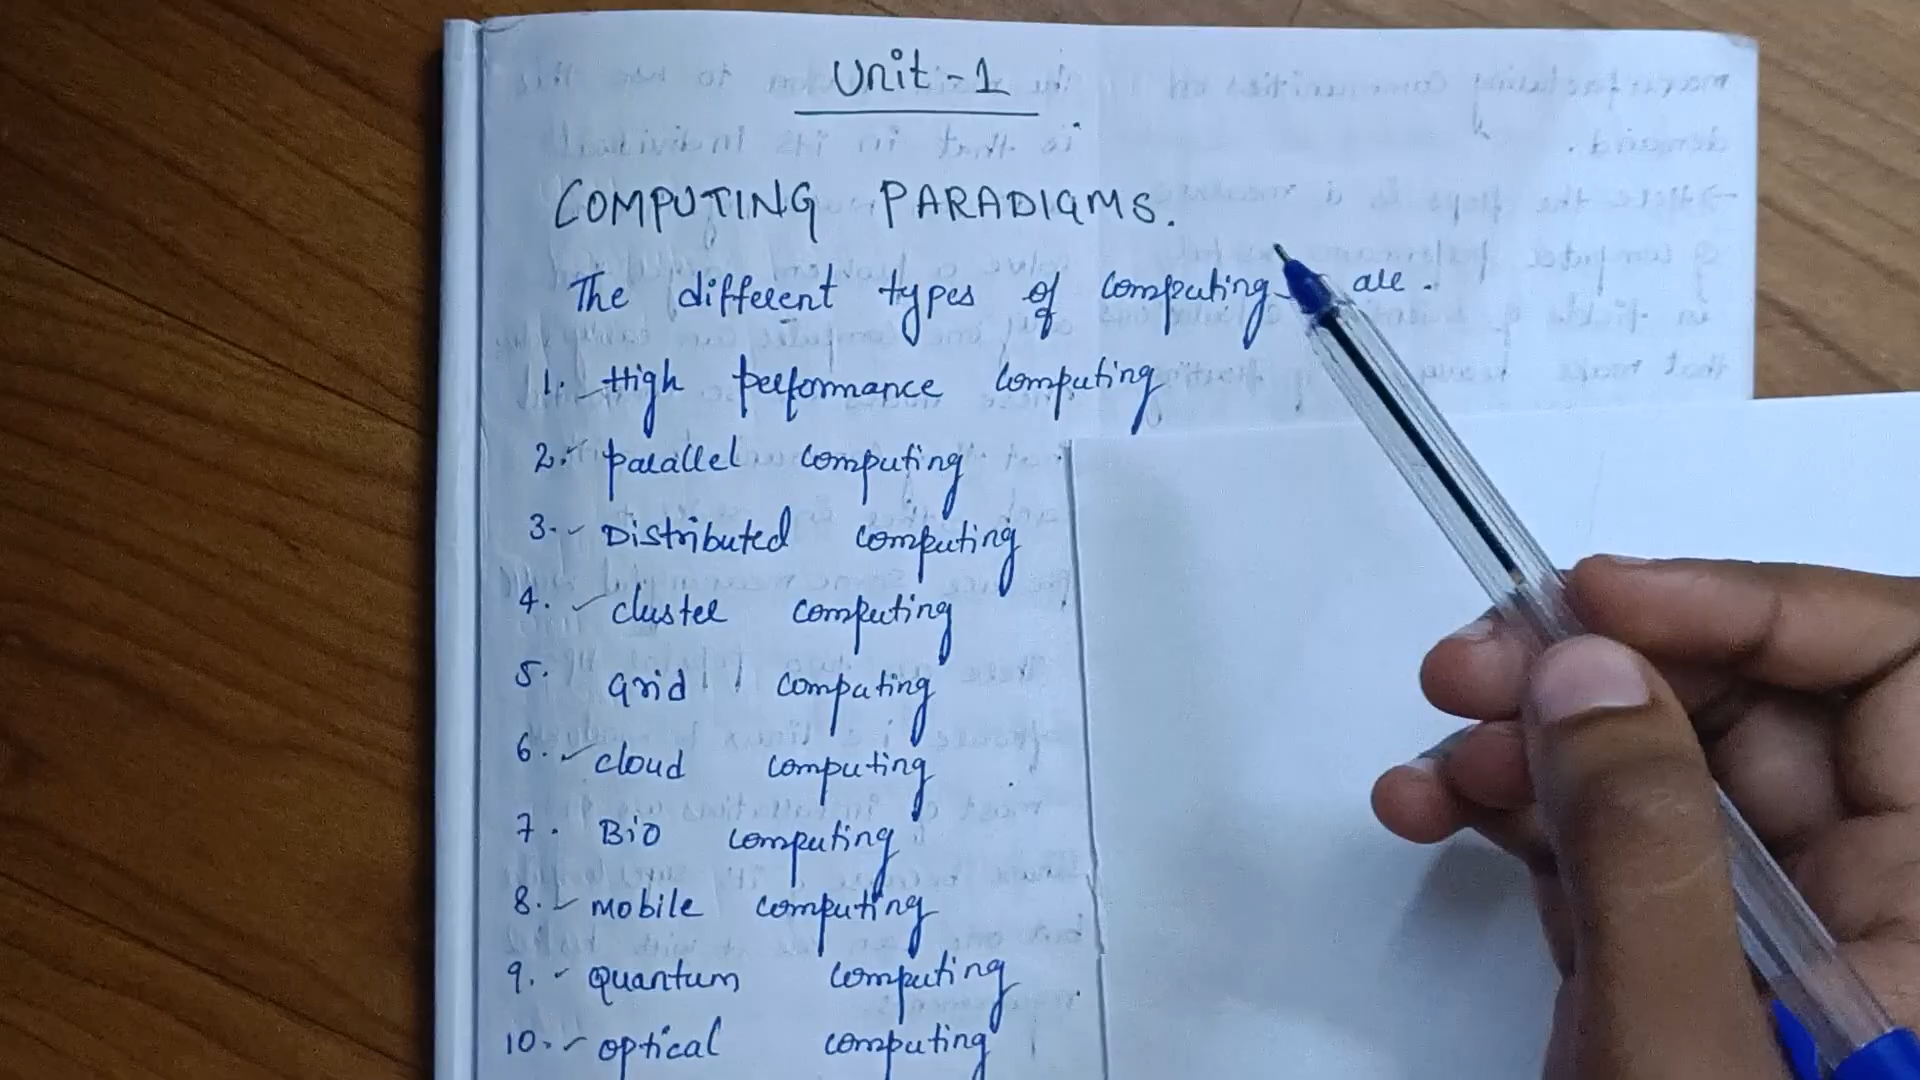 Unit-1
COMPUTING PARADIGMS.
The different types of computing are.
1. High performance computing
2. parallel computing
3. Distributed computing
4. cluster computing
5. Grid computing
6. cloud computing
7. Bio computing
8. mobile computing
9. quantum computing
10. optical computing